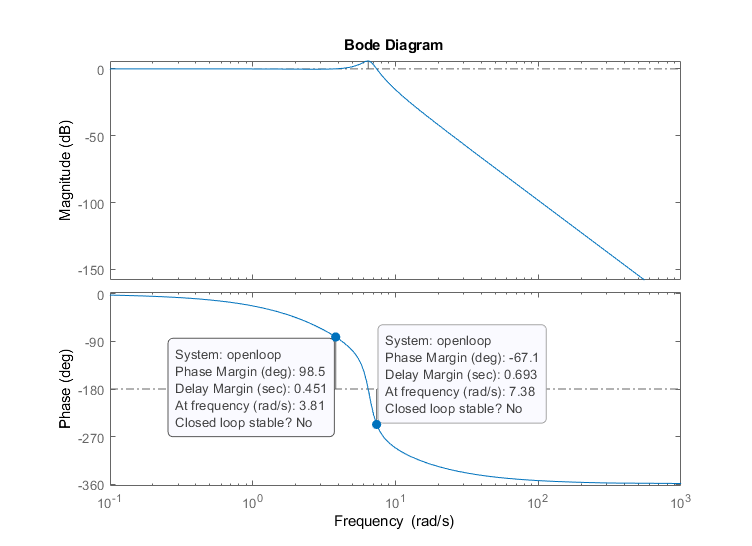 Bode Diagram
Magnitude (dB)
0
-50
-100
-150
Phase (deg)
0
-90
-180
-270
-360
System: openloop
Phase Margin (deg): 98.5
Delay Margin (sec): 0.451
At frequency (rad/s): 3.81
Closed loop stable? No
System: openloop
Phase Margin (deg): -67.1
Delay Margin (sec): 0.693
At frequency (rad/s): 7.38
Closed loop stable? No
10⁻¹ 10⁰ 10¹ 10² 10³
Frequency (rad/s)